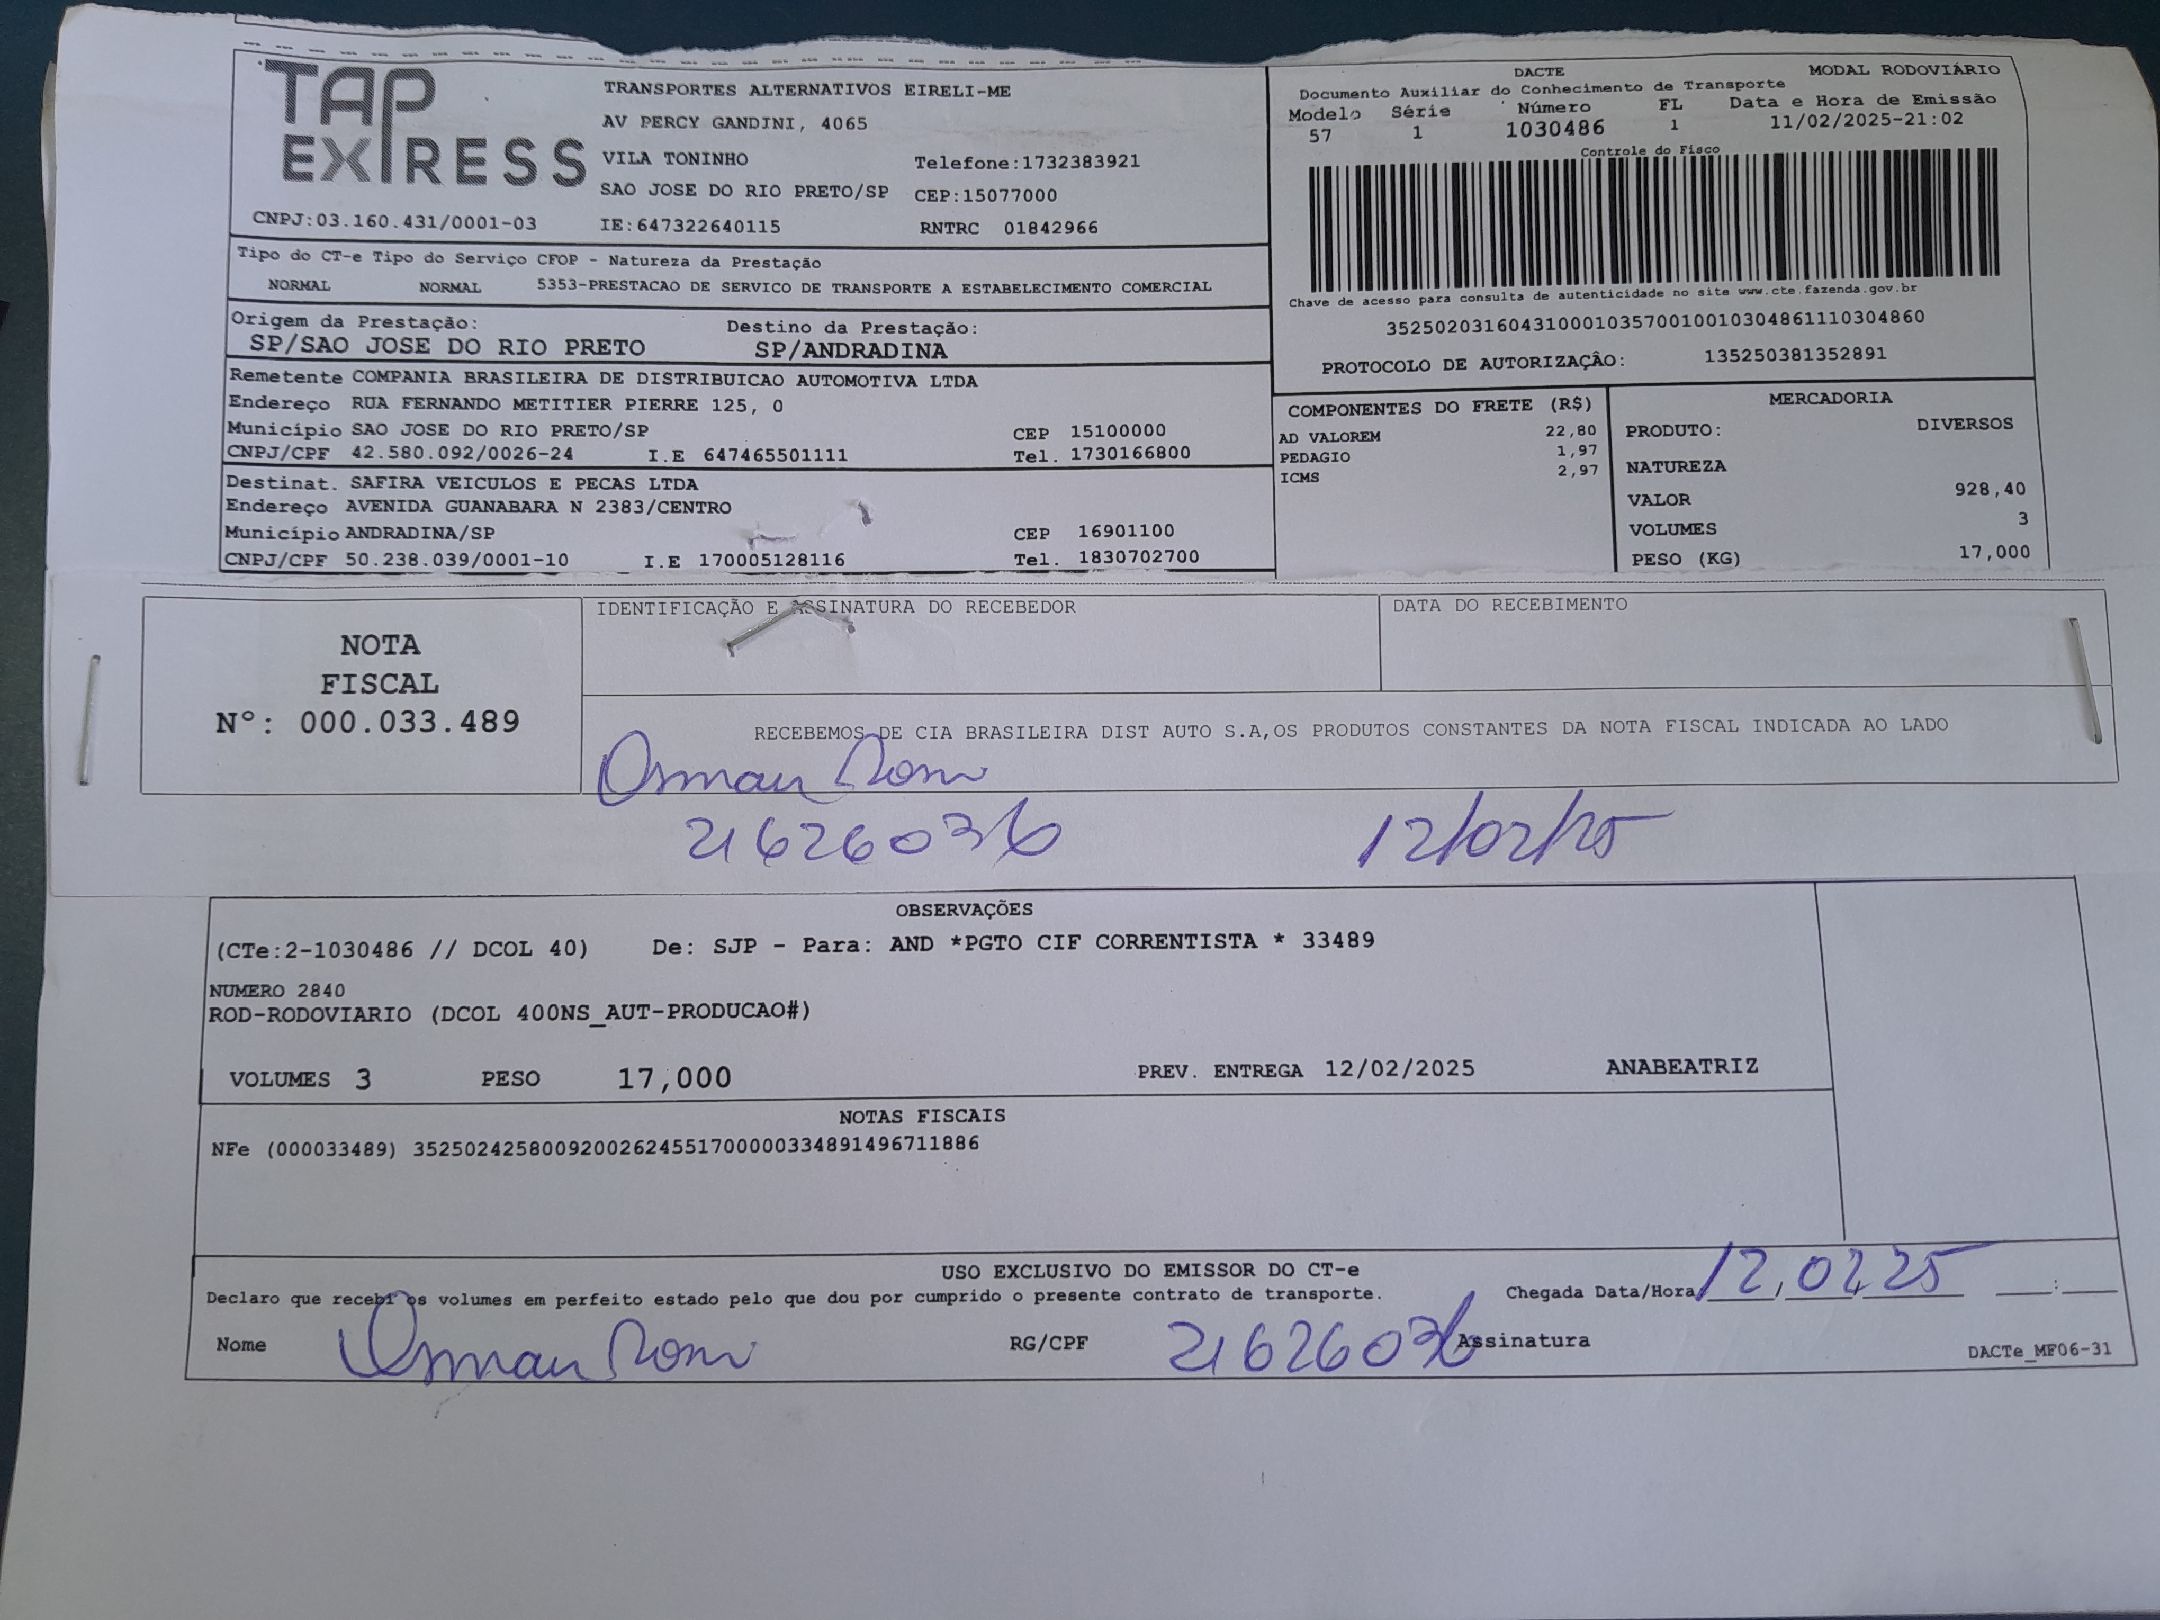 TAP EXPRESS
TRANSPORTES ALTERNATIVOS EIRELI-ME
AV PERCY GANDINI, 4065
VILA TONINHO Telefone:1732383921
SAO JOSE DO RIO PRETO/SP CEP:15077000
CNPJ:03.160.431/0001-03 IE:647322640115 RNTRC 01842966
DACTE MODAL RODOVIÁRIO
Documento Auxiliar do Conhecimento de Transporte
Modelo Série Número FL Data e Hora de Emissão
57 1 1030486 1 11/02/2025-21:02
Controle do Fisco
Chave de acesso para consulta de autenticidade no site www.cte.fazenda.gov.br
35250203160431000103570010010304861110304860
PROTOCOLO DE AUTORIZAÇÂO: 135250381352891
Tipo do CT-e Tipo do Serviço CFOP - Natureza da Prestação
NORMAL NORMAL 5353-PRESTACAO DE SERVICO DE TRANSPORTE A ESTABELECIMENTO COMERCIAL
Origem da Prestação: Destino da Prestação:
SP/SAO JOSE DO RIO PRETO SP/ANDRADINA
Remetente COMPANIA BRASILEIRA DE DISTRIBUICAO AUTOMOTIVA LTDA
Endereço RUA FERNANDO METITIER PIERRE 125, 0
Município SAO JOSE DO RIO PRETO/SP CEP 15100000
CNPJ/CPF 42.580.092/0026-24 I.E 647465501111 Tel. 1730166800
Destinat. SAFIRA VEICULOS E PECAS LTDA
Endereço AVENIDA GUANABARA N 2383/CENTRO
Município ANDRADINA/SP CEP 16901100
CNPJ/CPF 50.238.039/0001-10 I.E 170005128116 Tel. 1830702700
COMPONENTES DO FRETE (R$)
AD VALOREM 22,80
PEDAGIO 1,97
ICMS 2,97
MERCADORIA
PRODUTO: DIVERSOS
NATUREZA
VALOR 928,40
VOLUMES 3
PESO (KG) 17,000
NOTA
FISCAL
Nº: 000.033.489
IDENTIFICAÇÃO E ASSINATURA DO RECEBEDOR
DATA DO RECEBIMENTO
RECEBEMOS DE CIA BRASILEIRA DIST AUTO S.A,OS PRODUTOS CONSTANTES DA NOTA FISCAL INDICADA AO LADO
21626036 12/02/25
OBSERVAÇÕES
(CTe:2-1030486 // DCOL 40) De: SJP - Para: AND *PGTO CIF CORRENTISTA * 33489
NUMERO 2840
ROD-RODOVIARIO (DCOL 400NS_AUT-PRODUCAO#)
VOLUMES 3 PESO 17,000 PREV. ENTREGA 12/02/2025 ANABEATRIZ
NOTAS FISCAIS
NFe (000033489) 35250242580092002624551700000334891496711886
USO EXCLUSIVO DO EMISSOR DO CT-e
Declaro que recebi os volumes em perfeito estado pelo que dou por cumprido o presente contrato de transporte. Chegada Data/Hora 12,02,25 :
Nome RG/CPF 21626036 Assinatura DACTe_MF06-31